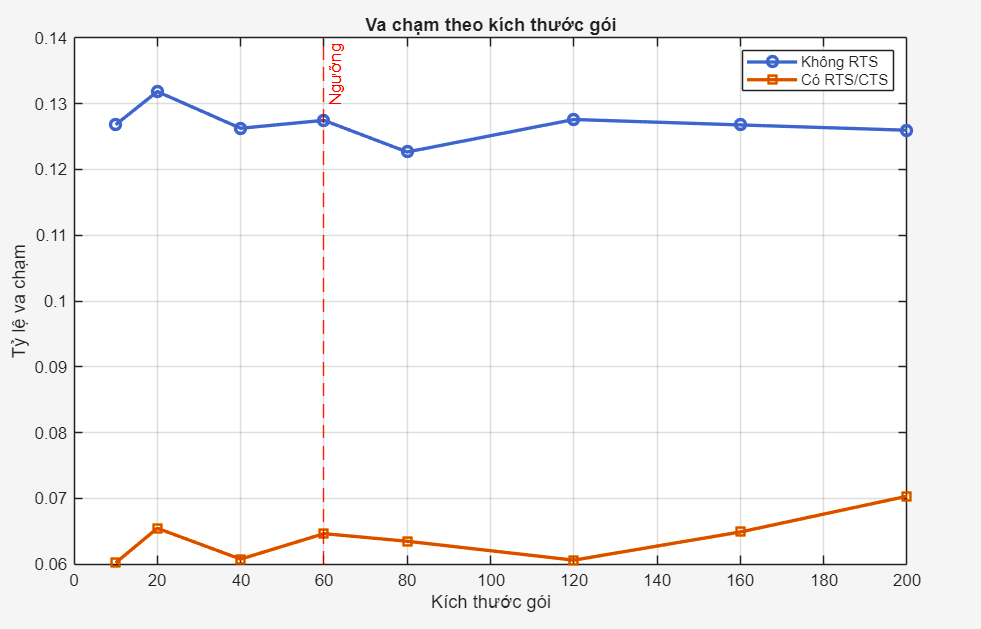 Va chạm theo kích thước gói
Không RTS
Có RTS/CTS
Ngưỡng
Tỷ lệ va chạm
0.14
0.13
0.12
0.11
0.1
0.09
0.08
0.07
0.06
0 20 40 60 80 100 120 140 160 180 200
Kích thước gói